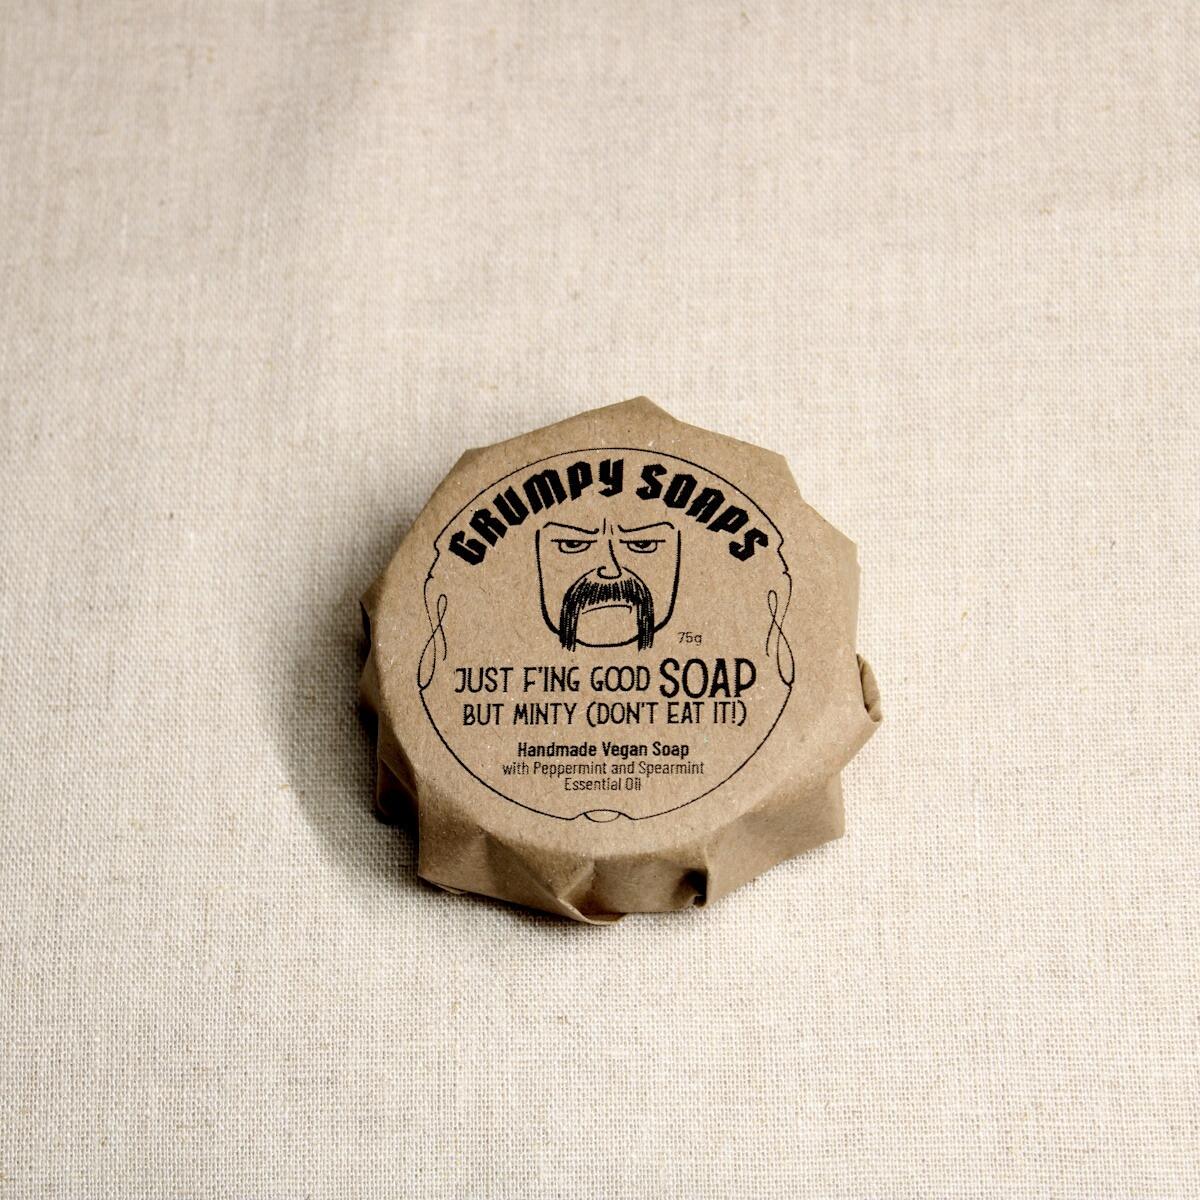 GRUMPY SOAPS
75g
JUST F'ING GOOD SOAP
BUT MINTY (DON'T EAT IT!)
Handmade Vegan Soap
with Peppermint and Spearmint
Essential Oil